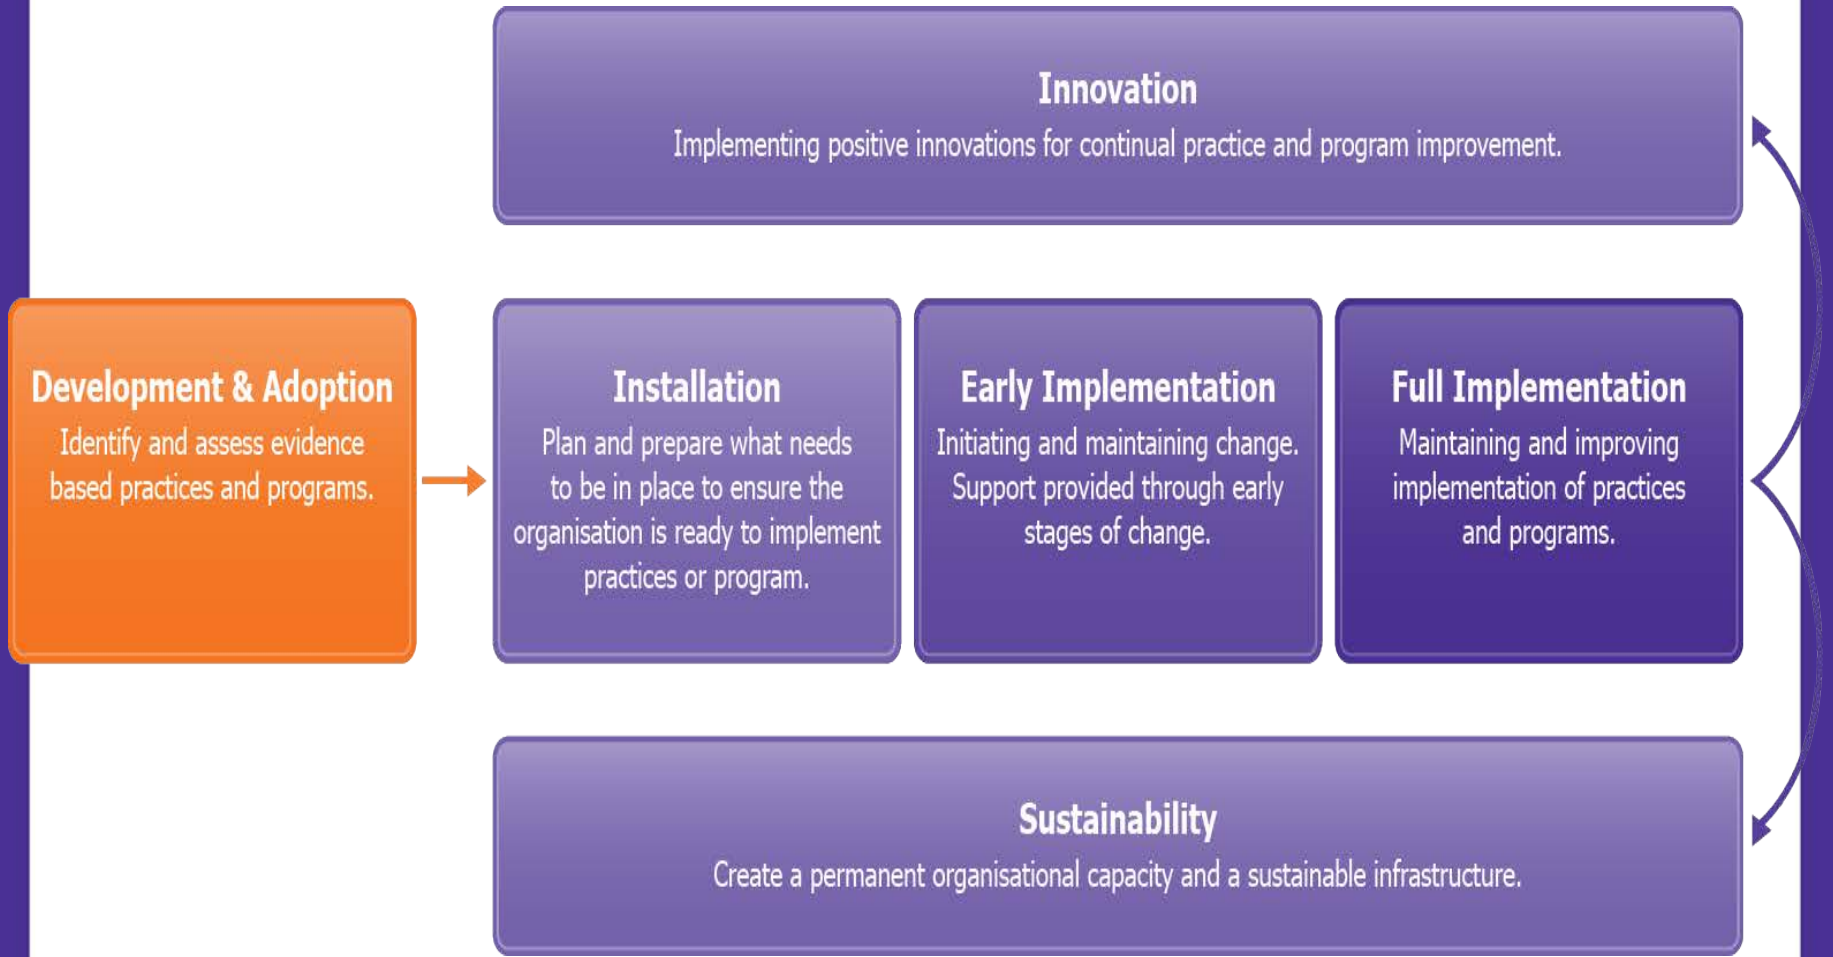 Innovation
Implementing positive innovations for continual practice and program improvement.
Development & Adoption
Identify and assess evidence
based practices and programs.
Installation
Plan and prepare what needs
to be in place to ensure the
organisation is ready to implement
practices or program.
Early Implementation
Initiating and maintaining change.
Support provided through early
stages of change.
Full Implementation
Maintaining and improving
implementation of practices
and programs.
Sustainability
Create a permanent organisational capacity and a sustainable infrastructure.